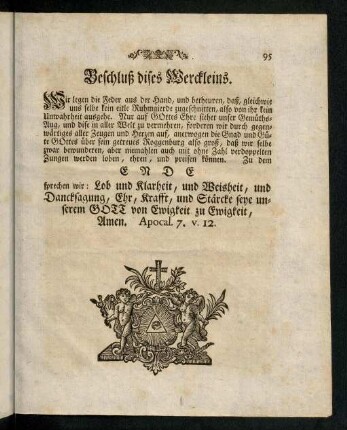 95
Beschluß dises Werckleins.
Wir legen die Feder aus der Hand, und betheuren, daß, gleichwie
uns selbe kein eitle Ruhmgierde zugeschnitten, also von ihr kein
Unwahrheit ausgehe. Nur auf GOttes Ehre sihet unser Gemüths-
Aug, und dise in aller Welt zu vermehren, forderen wir durch gegen-
wärtiges aller Zeugen und Hertzen auf, anerwogen die Gnad und Gü-
te GOttes über sein getreues Roggenburg also groß, daß wir selbe
zwar bewunderen, aber niemahlen auch mit ohne Zahl verdoppelten
Zungen werden loben, ehren, und preisen können. Zu dem
ENDE
sprechen wir: Lob und Klarheit, und Weisheit, und
Dancksagung, Ehr, Krafft, und Stärcke seye un-
serem GOTT von Ewigkeit zu Ewigkeit,
Amen. Apocal. 7. v. 12.